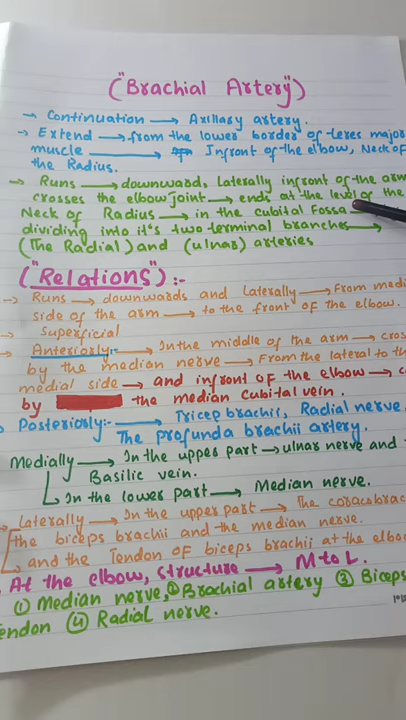 ("Brachial Artery")
→ Continuation → Axillary artery.
→ Extend → from the lower border of teres major
muscle → Infront of the elbow, Neck of
the Radius.
→ Runs → downward, Laterally infront of the arm
crosses the elbow joint → ends at the level of the
Neck of Radius → in the cubital Fossa
dividing into it's two terminal branches →
(The Radial) and (ulnar) arteries
("Relations") :-
→ Runs → downwards and laterally → From medi
side of the arm → to the front of the elbow.
→ Superficial
→ Anteriorly:- → In the middle of the arm → cros
by the median nerve → From the lateral to th
medial side → and infront of the elbow → c
by the median cubital vein.
Posteriosly:- → Tricep brachii, Radial nerve,
The profunda brachii artery.
Medially → In the upper part → ulnar nerve and
Basilic vein.
In the lower part → Median nerve.
→ Laterally → In the upper part → The coracobrac
the biceps brachii and the median nerve.
and the Tendon of biceps brachii at the elbo
At the elbow, structure → M to L.
① Median nerve, ② Brachial artery ③ Biceps
Tendon ④ Radial nerve.